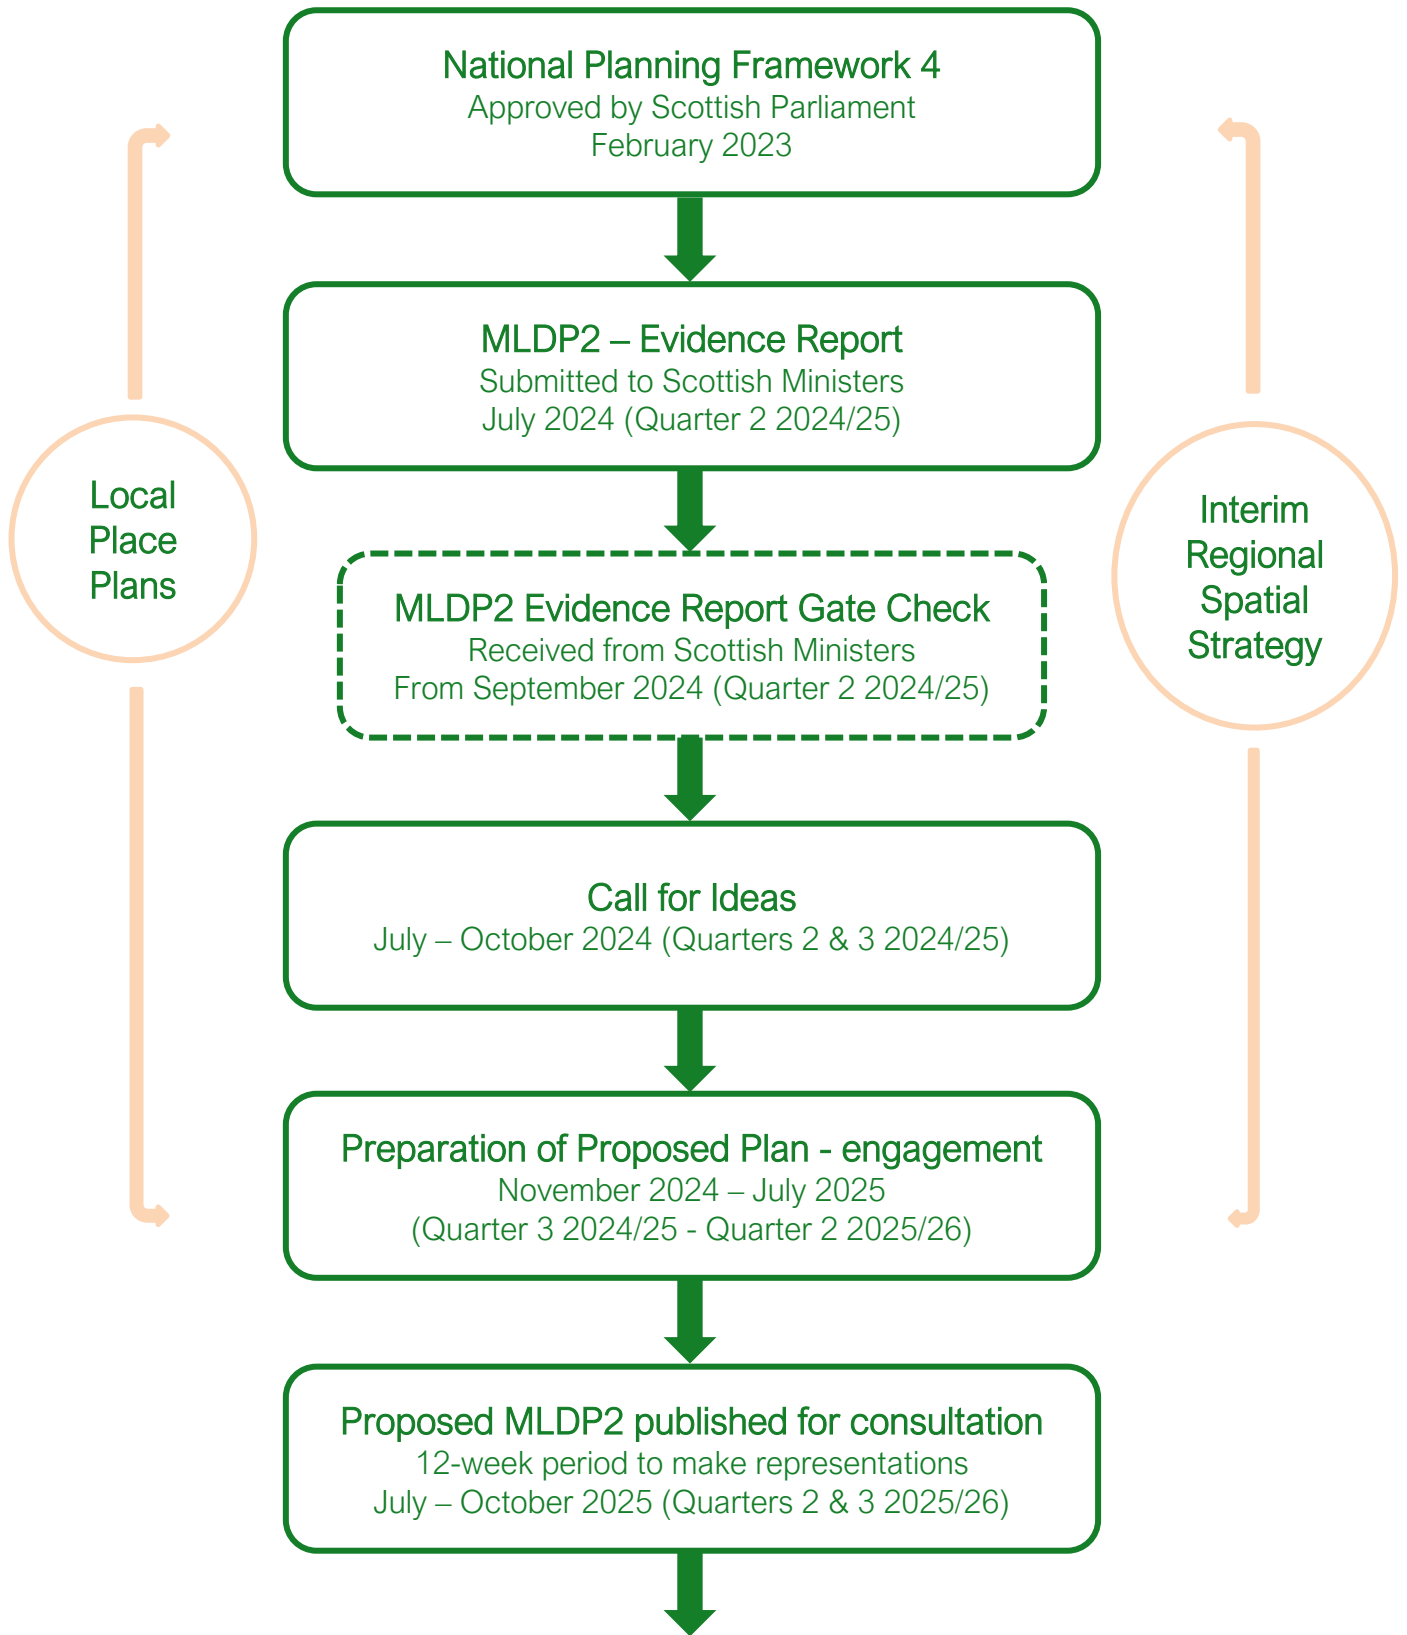 National Planning Framework 4
Approved by Scottish Parliament
February 2023
MLDP2 – Evidence Report
Submitted to Scottish Ministers
July 2024 (Quarter 2 2024/25)
Local
Place
Plans
Interim
Regional
Spatial
Strategy
MLDP2 Evidence Report Gate Check
Received from Scottish Ministers
From September 2024 (Quarter 2 2024/25)
Call for Ideas
July – October 2024 (Quarters 2 & 3 2024/25)
Preparation of Proposed Plan - engagement
November 2024 – July 2025
(Quarter 3 2024/25 - Quarter 2 2025/26)
Proposed MLDP2 published for consultation
12-week period to make representations
July – October 2025 (Quarters 2 & 3 2025/26)